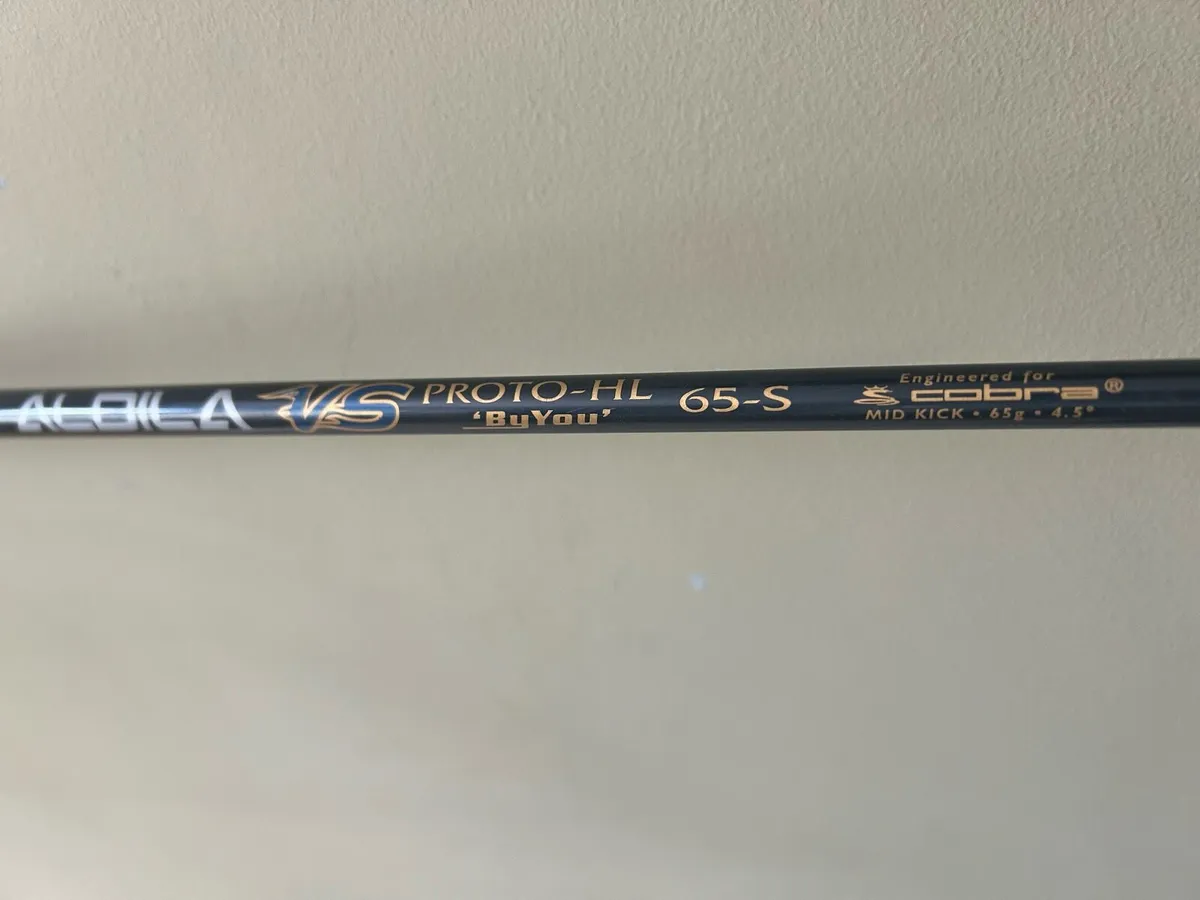 ALDILA
VS PROTO-HL
'ByYou'
65-S
Engineered for
cobra®
MID KICK • 65g • 4.5°